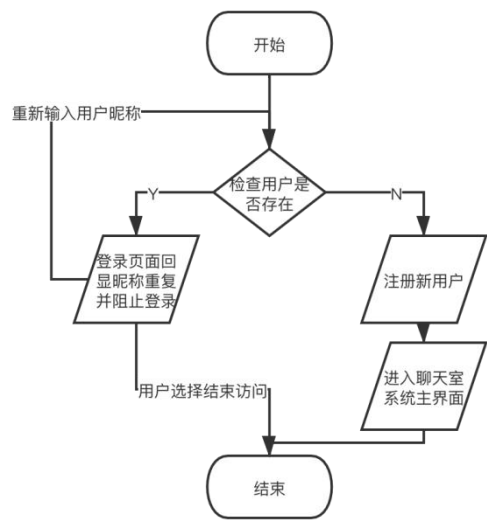 开始
重新输入用户昵称
检查用户是
否存在
Y
N
登录页面回
显昵称重复
并阻止登录
注册新用户
进入聊天室
系统主界面
用户选择结束访问
结束